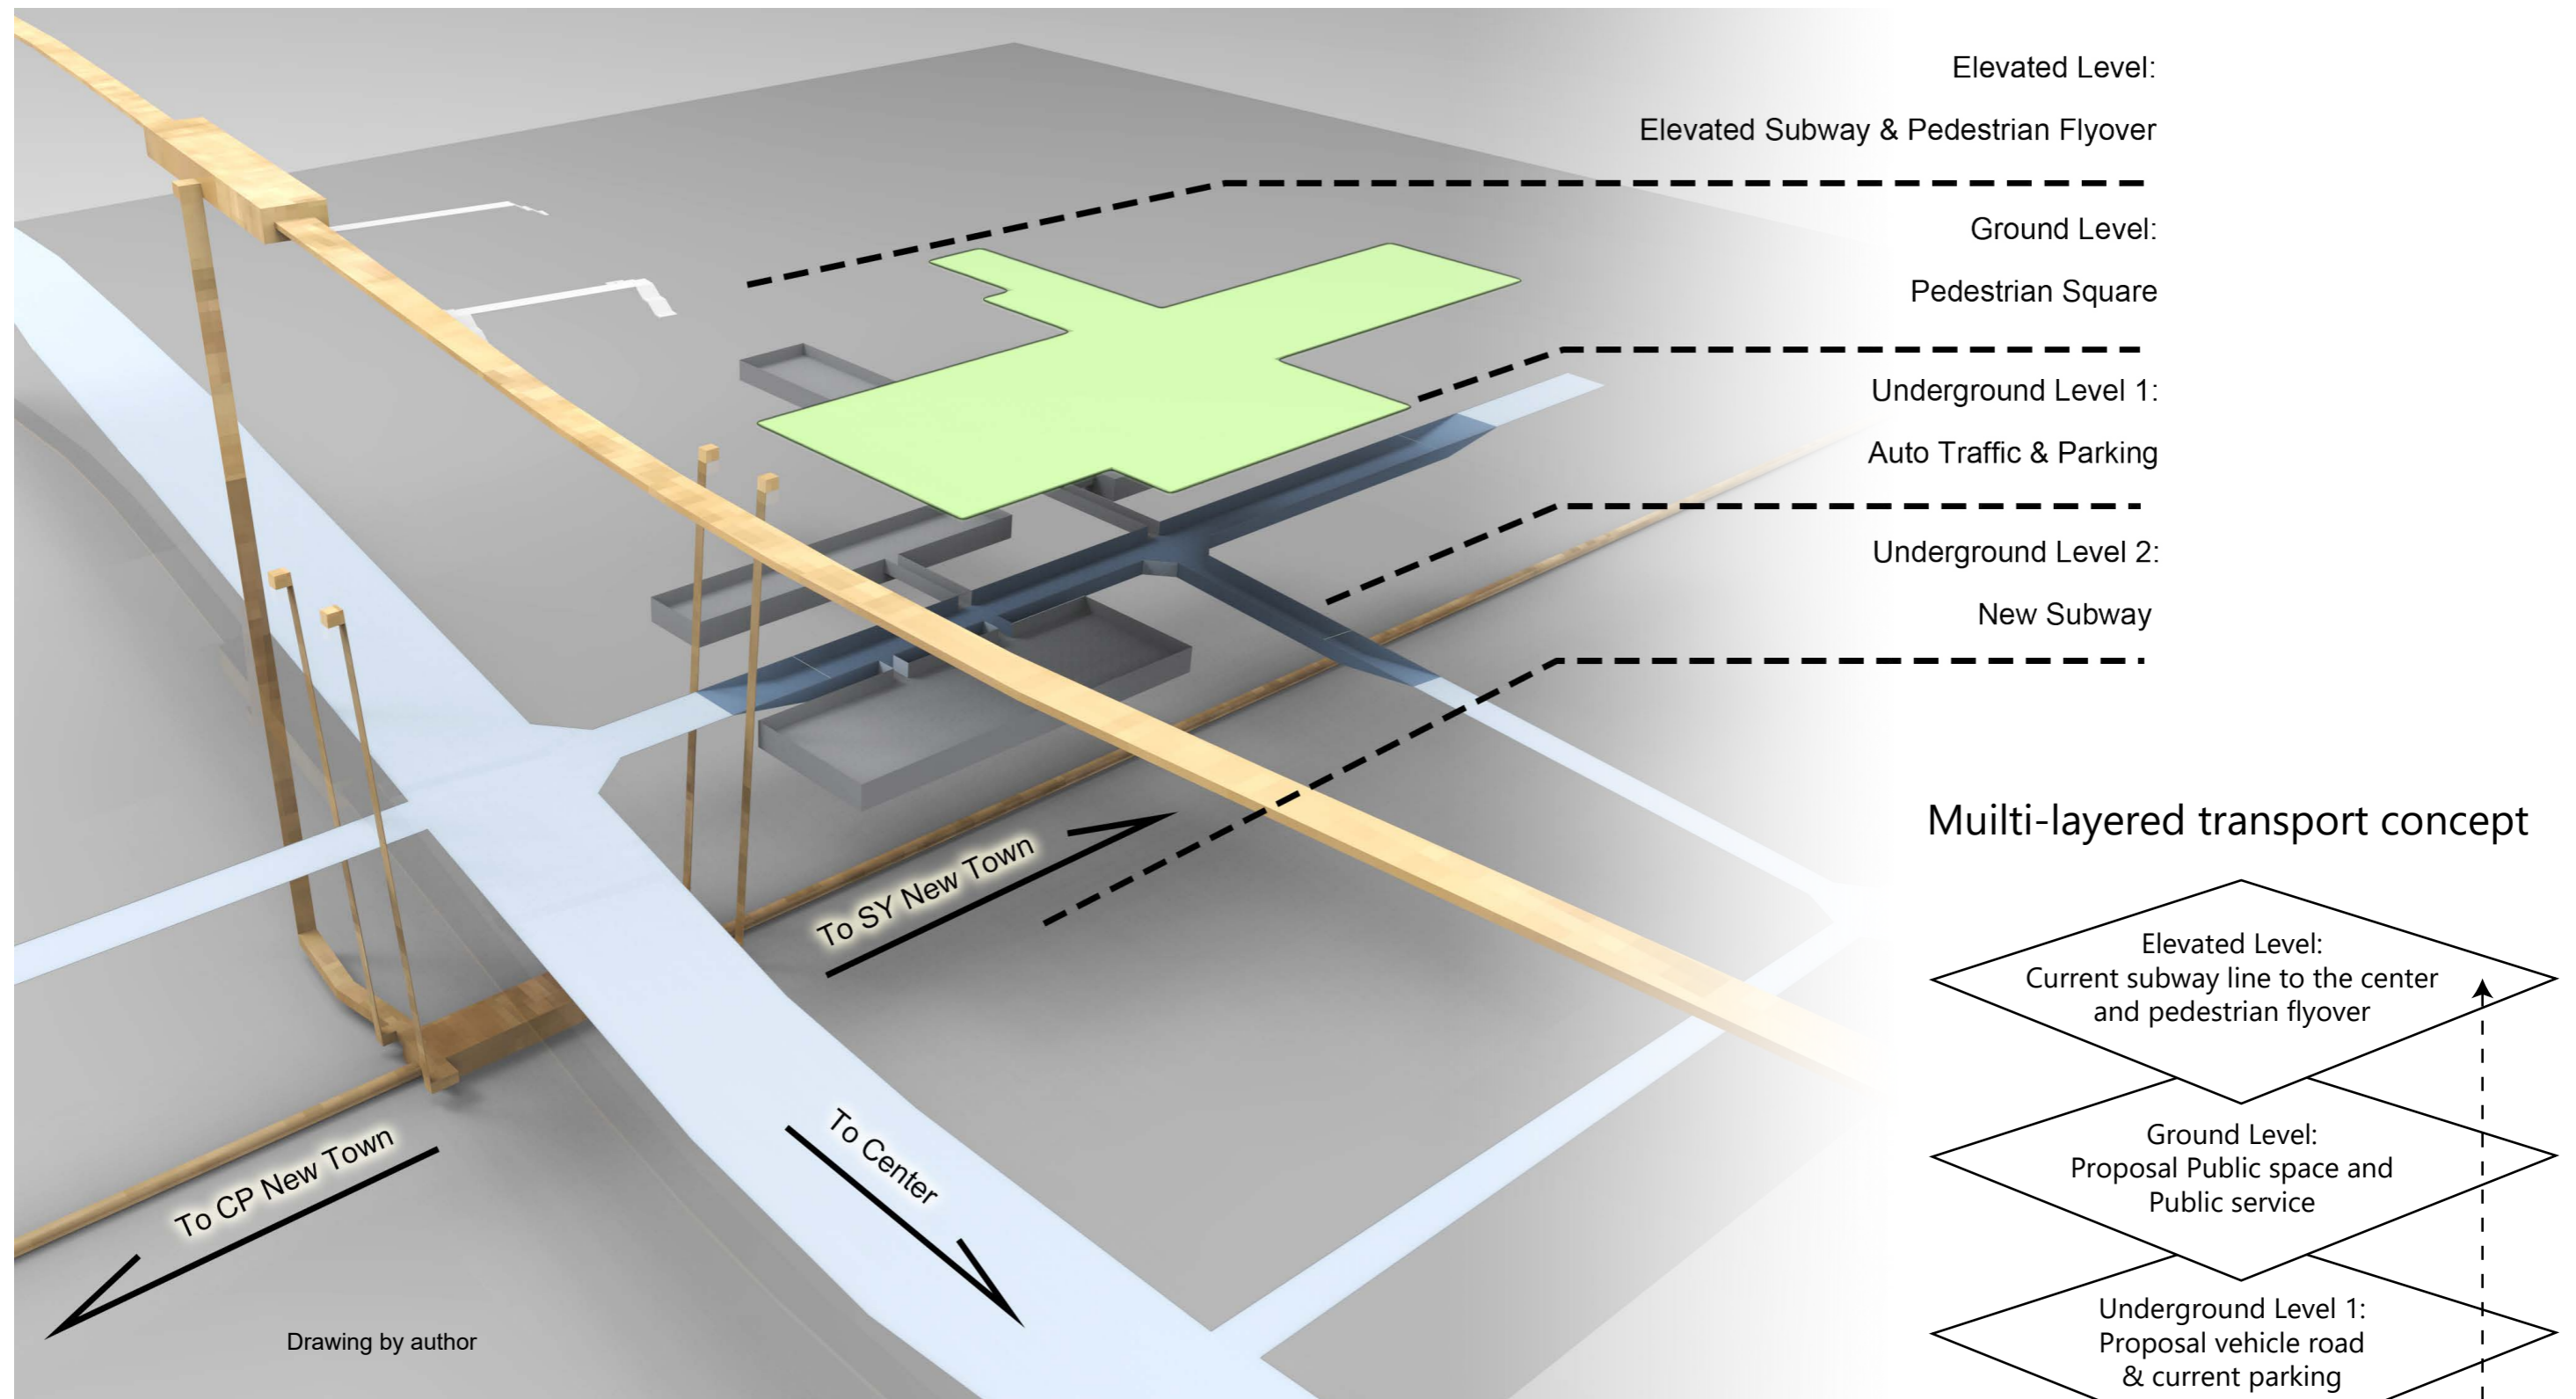 Elevated Level:
Elevated Subway & Pedestrian Flyover
Ground Level:
Pedestrian Square
Underground Level 1:
Auto Traffic & Parking
Underground Level 2:
New Subway
To SY New Town
To CP New Town
To Center
Drawing by author
Muilti-layered transport concept
Elevated Level:
Current subway line to the center
and pedestrian flyover
Ground Level:
Proposal Public space and
Public service
Underground Level 1:
Proposal vehicle road
& current parking